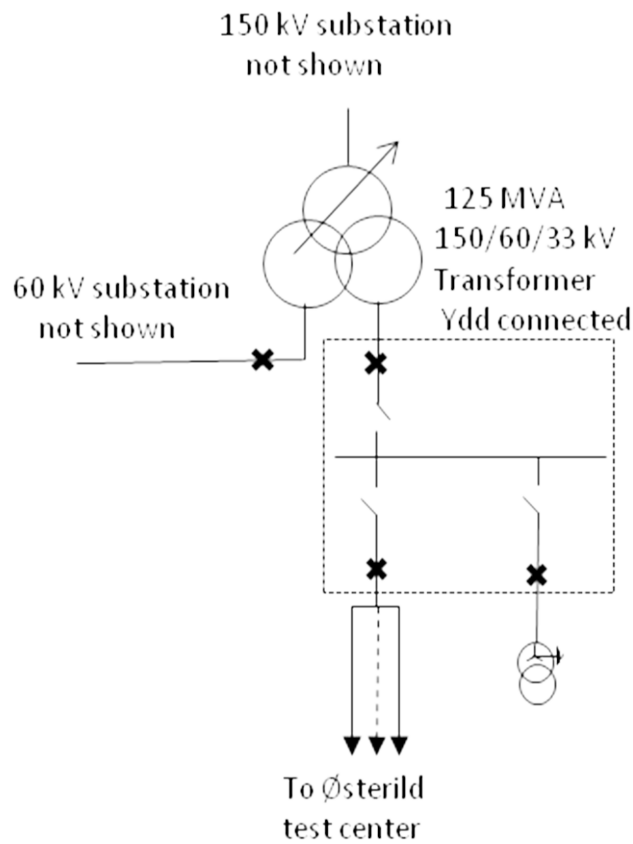 150 kV substation
not shown
125 MVA
150/60/33 kV
Transformer
Ydd connected
60 kV substation
not shown
To Østerild
test center